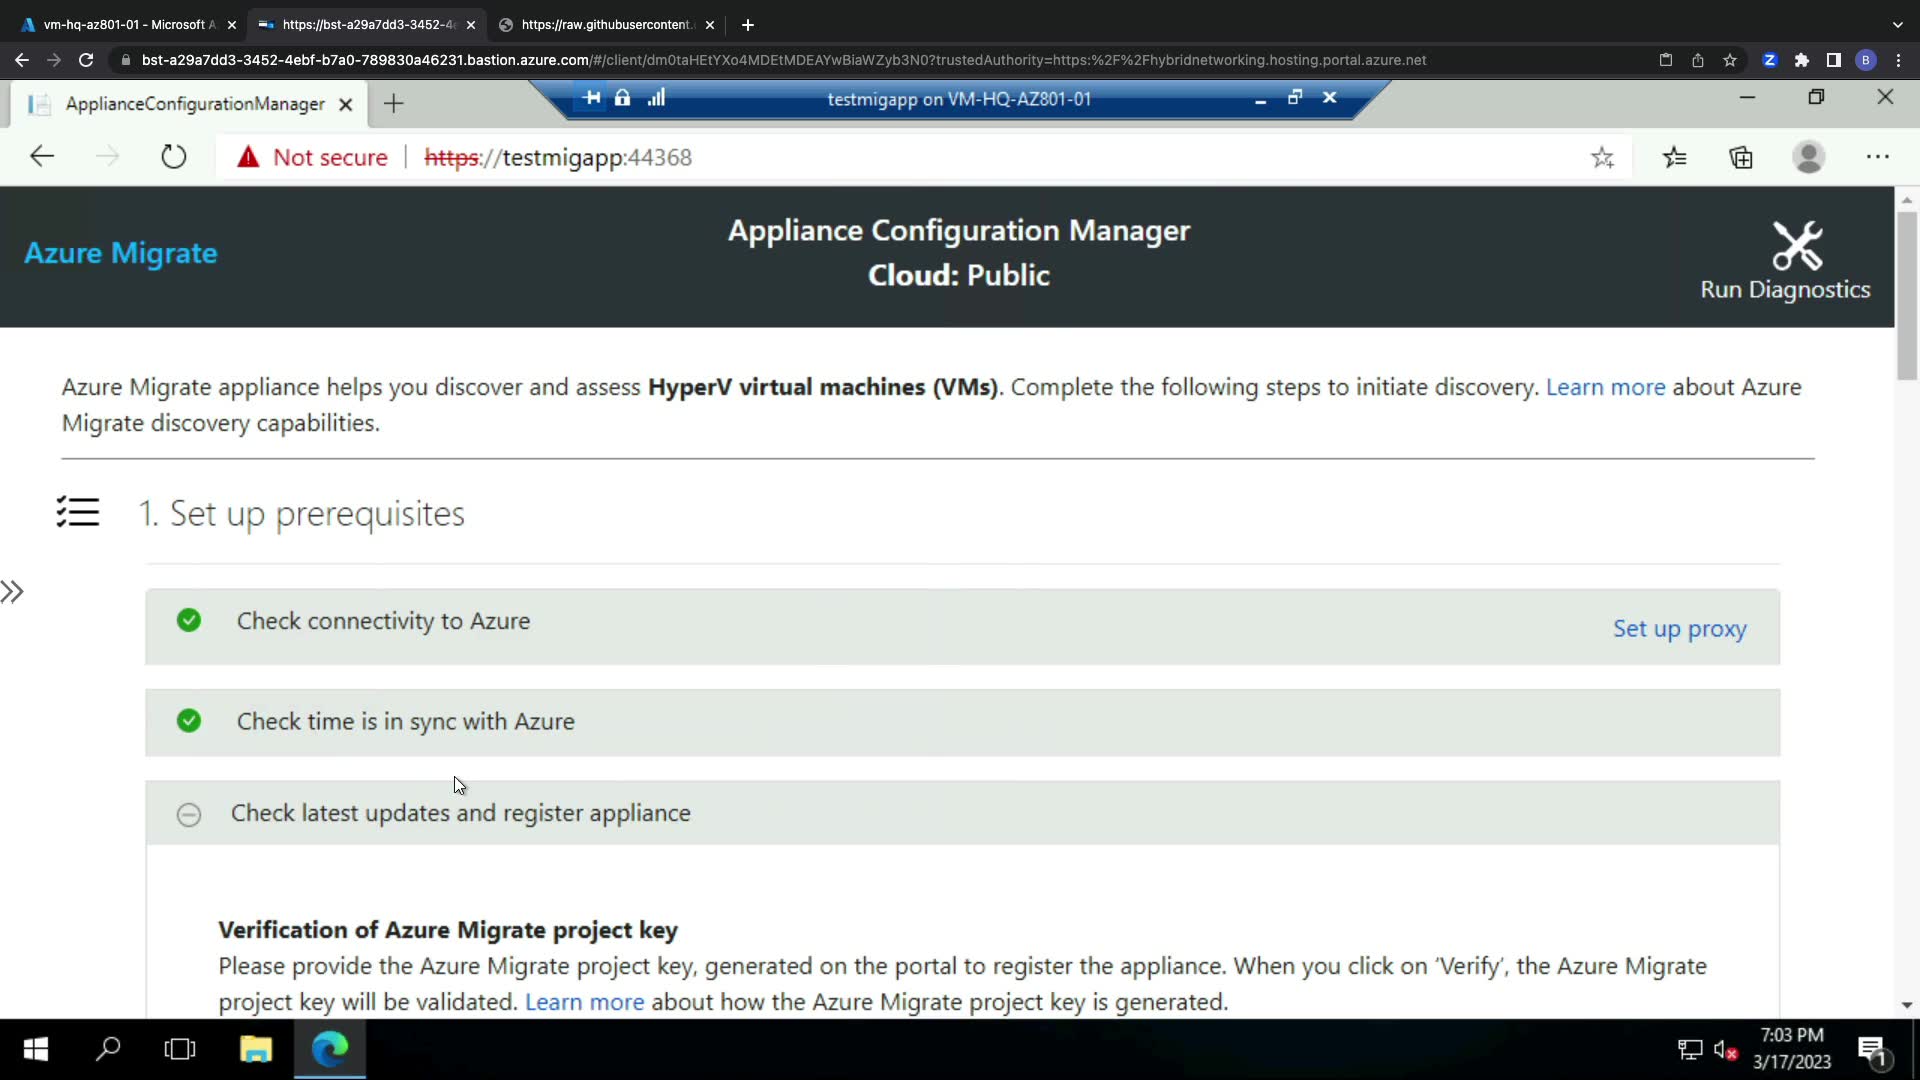 vm-hq-az801-01 - Microsoft A
https://bst-a29a7dd3-3452-4e
https://raw.githubusercontent.
bst-a29a7dd3-3452-4ebf-b7a0-789830a46231.bastion.azure.com/#/client/dm0taHEtYXo4MDEtMDEAYwBiaWZyb3N0?trustedAuthority=https:%2F%2Fhybridnetworking.hosting.portal.azure.net
B
ApplianceConfigurationManager
testmigapp on VM-HQ-AZ801-01
Not secure
https://testmigapp:44368
Azure Migrate
Appliance Configuration Manager
Cloud: Public
Run Diagnostics
Azure Migrate appliance helps you discover and assess HyperV virtual machines (VMs). Complete the following steps to initiate discovery. Learn more about Azure
Migrate discovery capabilities.
1. Set up prerequisites
Check connectivity to Azure
Set up proxy
Check time is in sync with Azure
Check latest updates and register appliance
Verification of Azure Migrate project key
Please provide the Azure Migrate project key, generated on the portal to register the appliance. When you click on 'Verify', the Azure Migrate
project key will be validated. Learn more about how the Azure Migrate project key is generated.
7:03 PM
3/17/2023
1